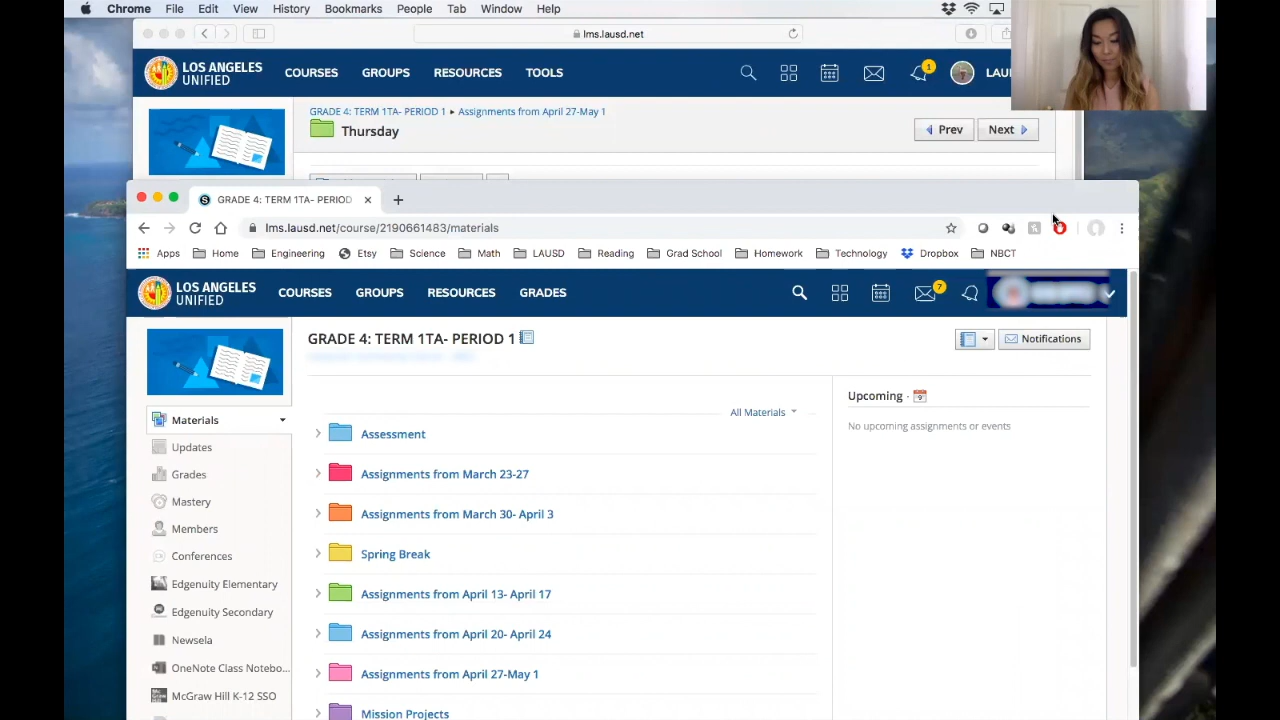 Chrome File Edit View History Bookmarks People Tab Window Help
lms.lausd.net
LOS ANGELES UNIFIED COURSES GROUPS RESOURCES TOOLS 1 LAU
GRADE 4: TERM 1TA- PERIOD 1 ▸ Assignments from April 27-May 1
Thursday
Prev Next
GRADE 4: TERM 1TA- PERIOD
lms.lausd.net/course/2190661483/materials
Apps Home Engineering Etsy Science Math LAUSD Reading Grad School Homework Technology Dropbox NBCT
LOS ANGELES UNIFIED COURSES GROUPS RESOURCES GRADES 7
GRADE 4: TERM 1TA- PERIOD 1
Notifications
Upcoming · 9
No upcoming assignments or events
All Materials
Materials
Updates
Grades
Mastery
Members
Conferences
Edgenuity Elementary
Edgenuity Secondary
Newsela
OneNote Class Notebo...
McGraw Hill K-12 SSO
Assessment
Assignments from March 23-27
Assignments from March 30- April 3
Spring Break
Assignments from April 13- April 17
Assignments from April 20- April 24
Assignments from April 27-May 1
Mission Projects